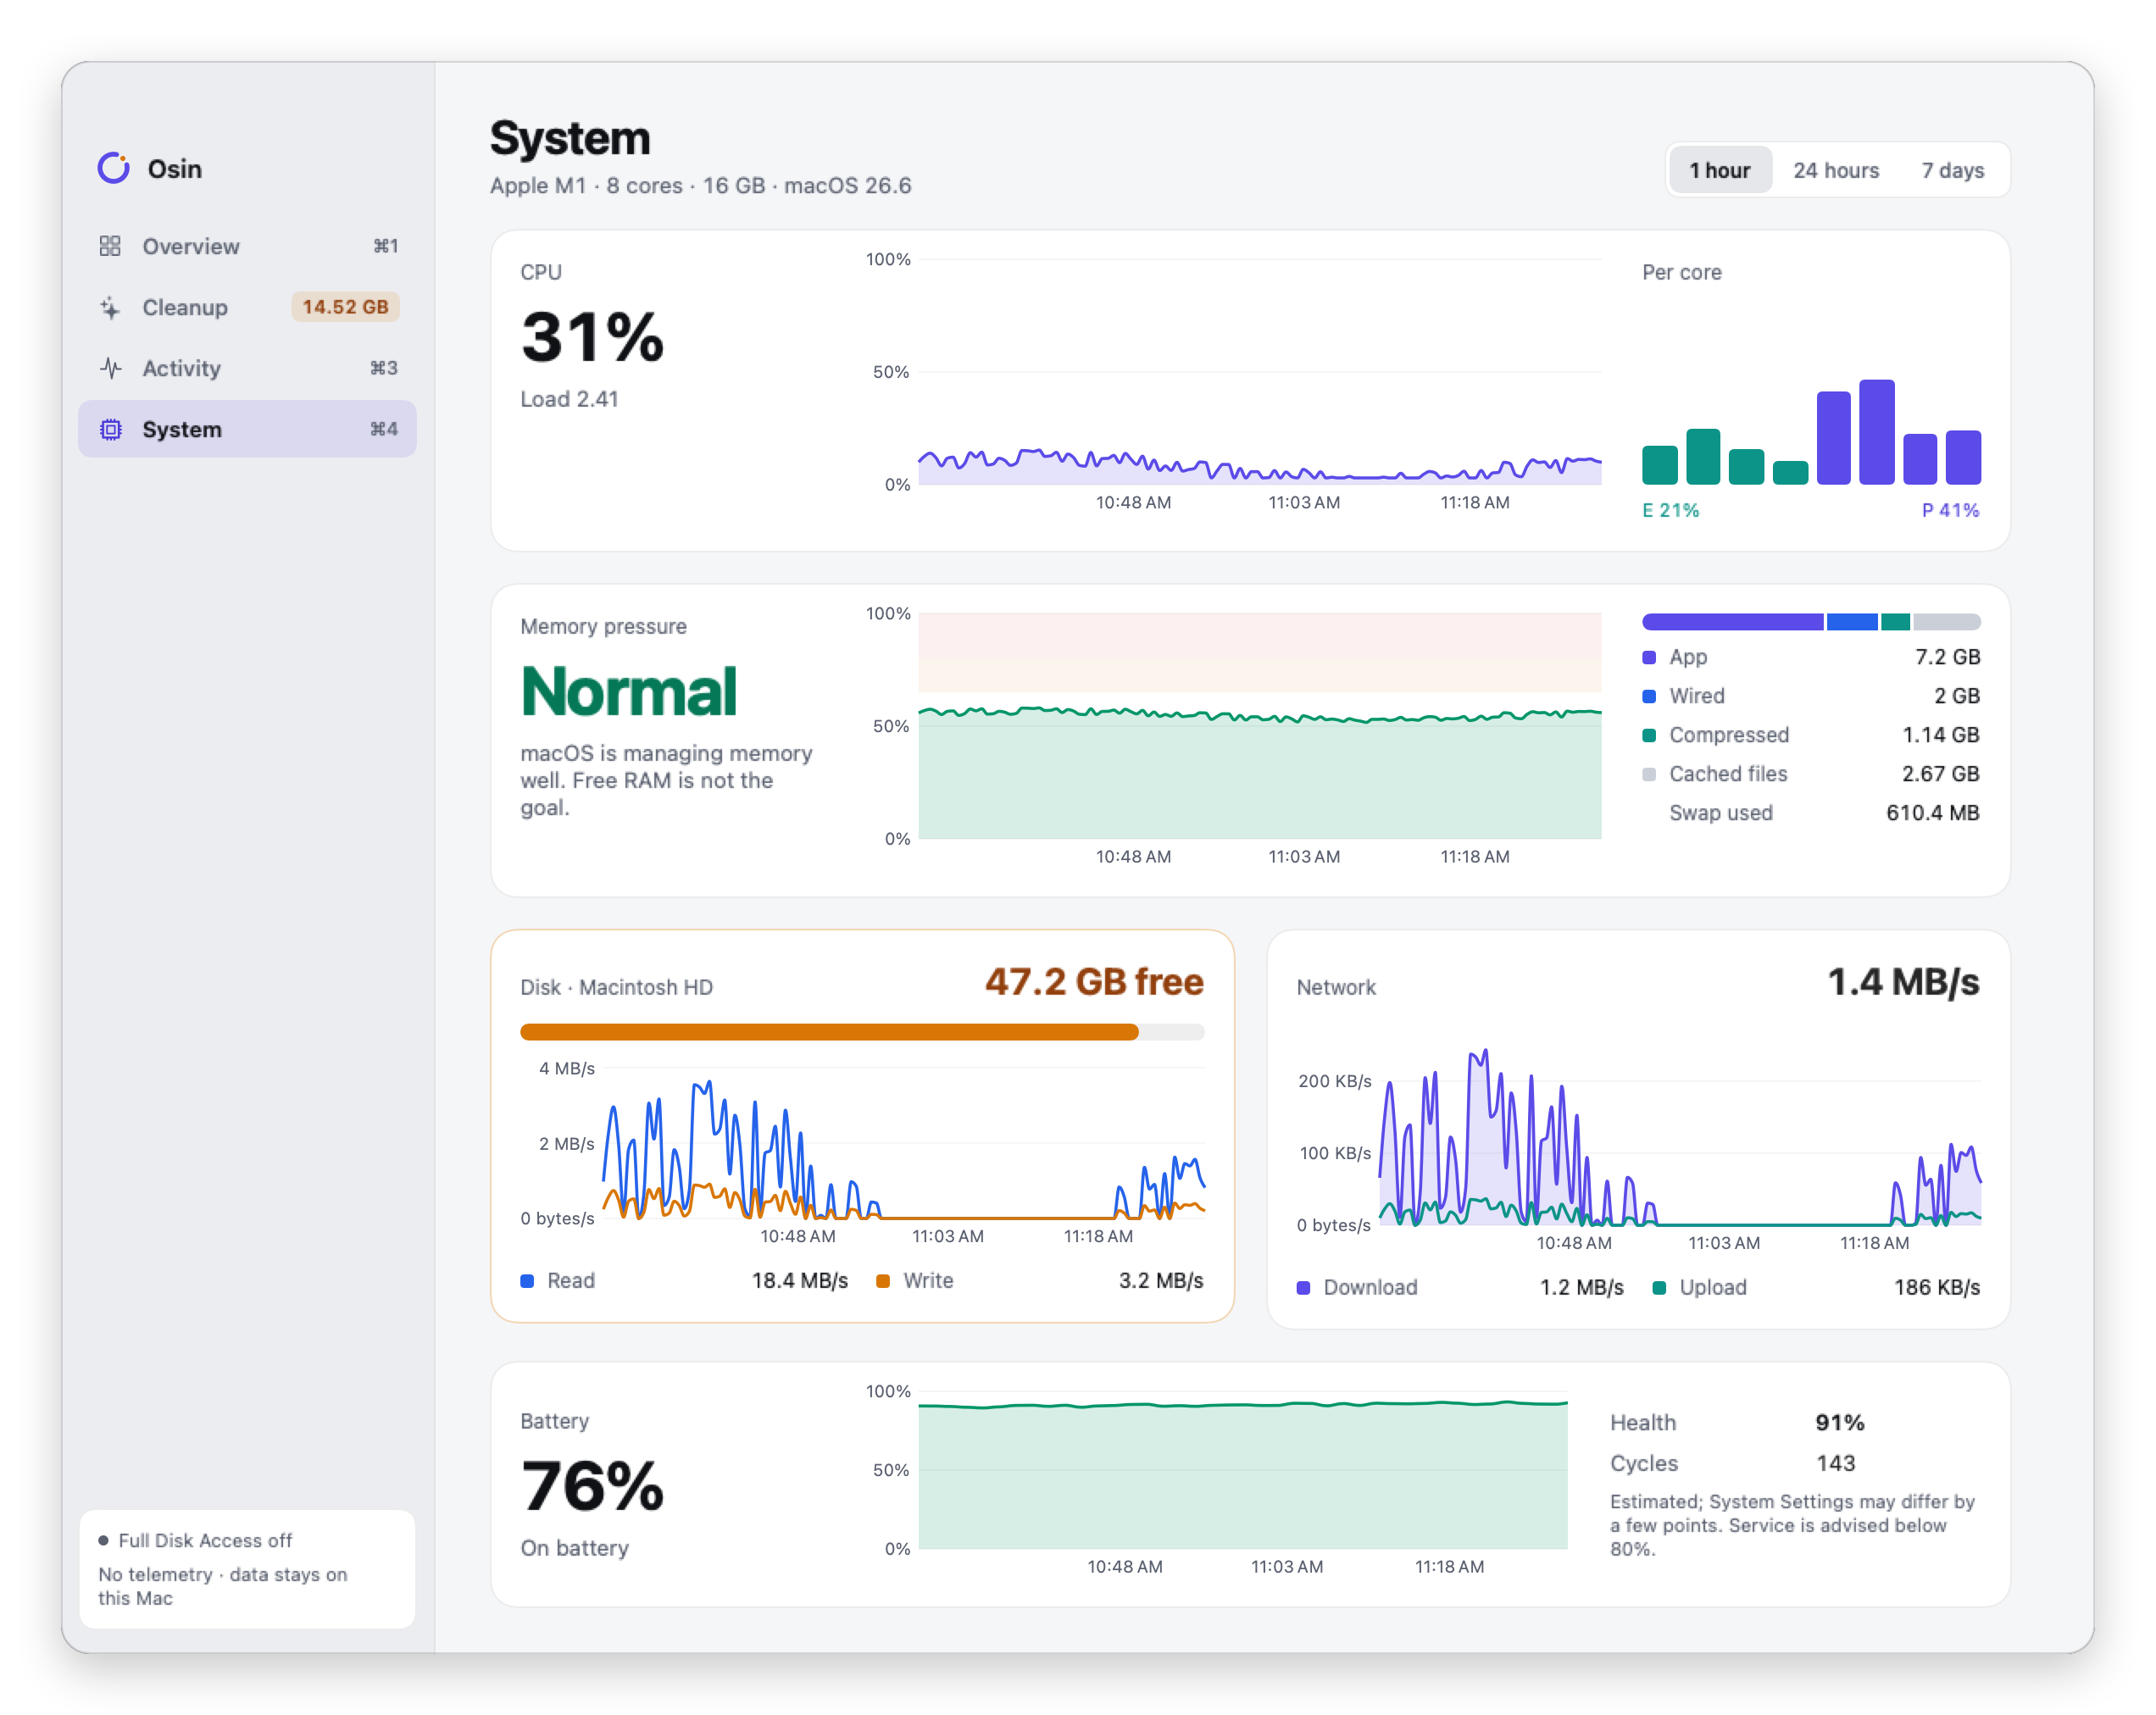 Osin
Overview ⌘1
Cleanup 14.52 GB
Activity ⌘3
System ⌘4
Full Disk Access off
No telemetry · data stays on
this Mac
System
Apple M1 · 8 cores · 16 GB · macOS 26.6
1 hour 24 hours 7 days
CPU
31%
Load 2.41
100%
50%
0%
10:48 AM 11:03 AM 11:18 AM
Per core
E 21% P 41%
Memory pressure
Normal
macOS is managing memory
well. Free RAM is not the
goal.
100%
50%
0%
10:48 AM 11:03 AM 11:18 AM
App 7.2 GB
Wired 2 GB
Compressed 1.14 GB
Cached files 2.67 GB
Swap used 610.4 MB
Disk · Macintosh HD 47.2 GB free
4 MB/s
2 MB/s
0 bytes/s
10:48 AM 11:03 AM 11:18 AM
Read 18.4 MB/s Write 3.2 MB/s
Network 1.4 MB/s
200 KB/s
100 KB/s
0 bytes/s
10:48 AM 11:03 AM 11:18 AM
Download 1.2 MB/s Upload 186 KB/s
Battery
76%
On battery
100%
50%
0%
10:48 AM 11:03 AM 11:18 AM
Health 91%
Cycles 143
Estimated; System Settings may differ by
a few points. Service is advised below
80%.